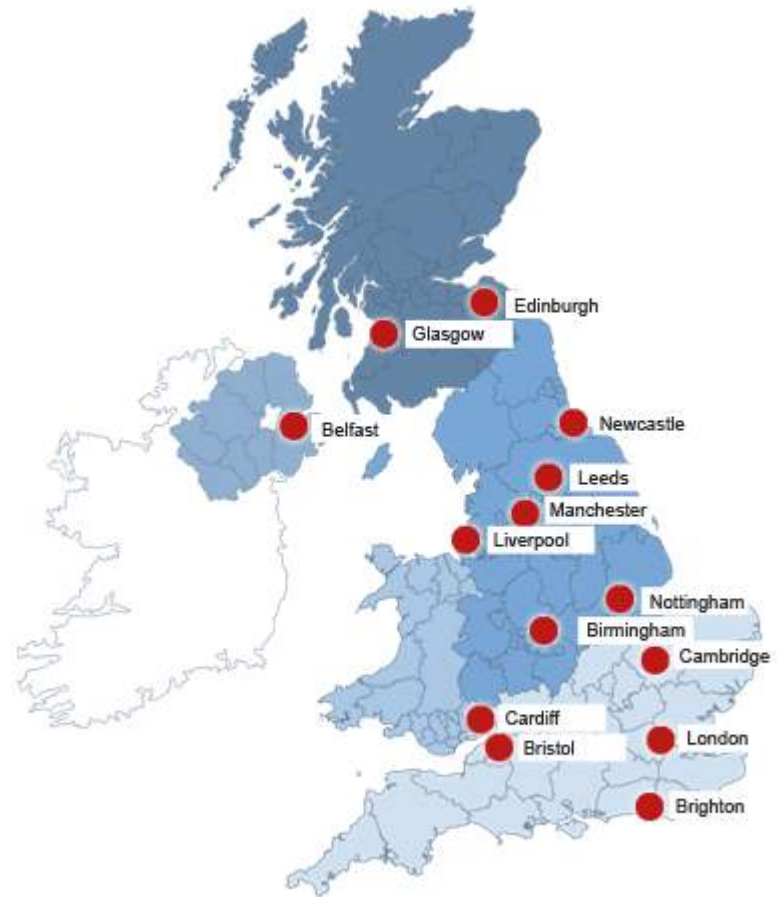 Edinburgh
Glasgow
Newcastle
Belfast
Leeds
Manchester
Liverpool
Nottingham
Birmingham
Cambridge
Cardiff
London
Bristol
Brighton